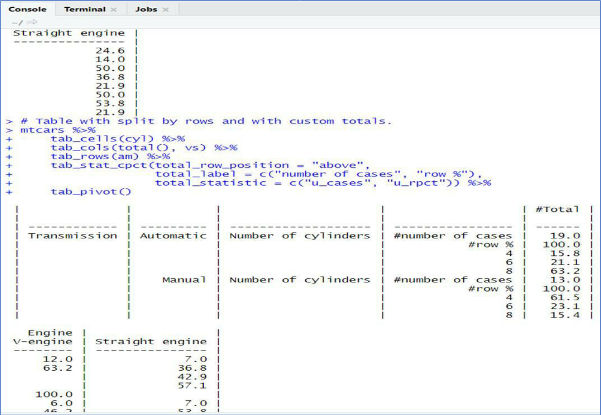 Console Terminal × Jobs ×
~/
Straight engine |
--------------- |
24.6 |
14.0 |
50.0 |
36.8 |
21.9 |
50.0 |
53.8 |
21.9 |
> # Table with split by rows and with custom totals.
> mtcars %>%
+ tab_cells(cyl) %>%
+ tab_cols(total(), vs) %>%
+ tab_rows(am) %>%
+ tab_stat_cpct(total_row_position = "above",
+ total_label = c("number of cases", "row %"),
+ total_statistic = c("u_cases", "u_rpct")) %>%
+ tab_pivot()
| | | | | #Total |
| | | | | |
| ------------ | --------- | ------------------- | ---------------- | ------ |
| Transmission | Automatic | Number of cylinders | #number of cases | 19.0 |
| | | | #row % | 100.0 |
| | | | 4 | 15.8 |
| | | | 6 | 21.1 |
| | | | 8 | 63.2 |
| | Manual | Number of cylinders | #number of cases | 13.0 |
| | | | #row % | 100.0 |
| | | | 4 | 61.5 |
| | | | 6 | 23.1 |
| | | | 8 | 15.4 |
Engine | |
V-engine | Straight engine |
-------- | --------------- |
12.0 | 7.0 |
63.2 | 36.8 |
| 42.9 |
| 57.1 |
100.0 | |
6.0 | 7.0 |
46.2 | 53.8 |